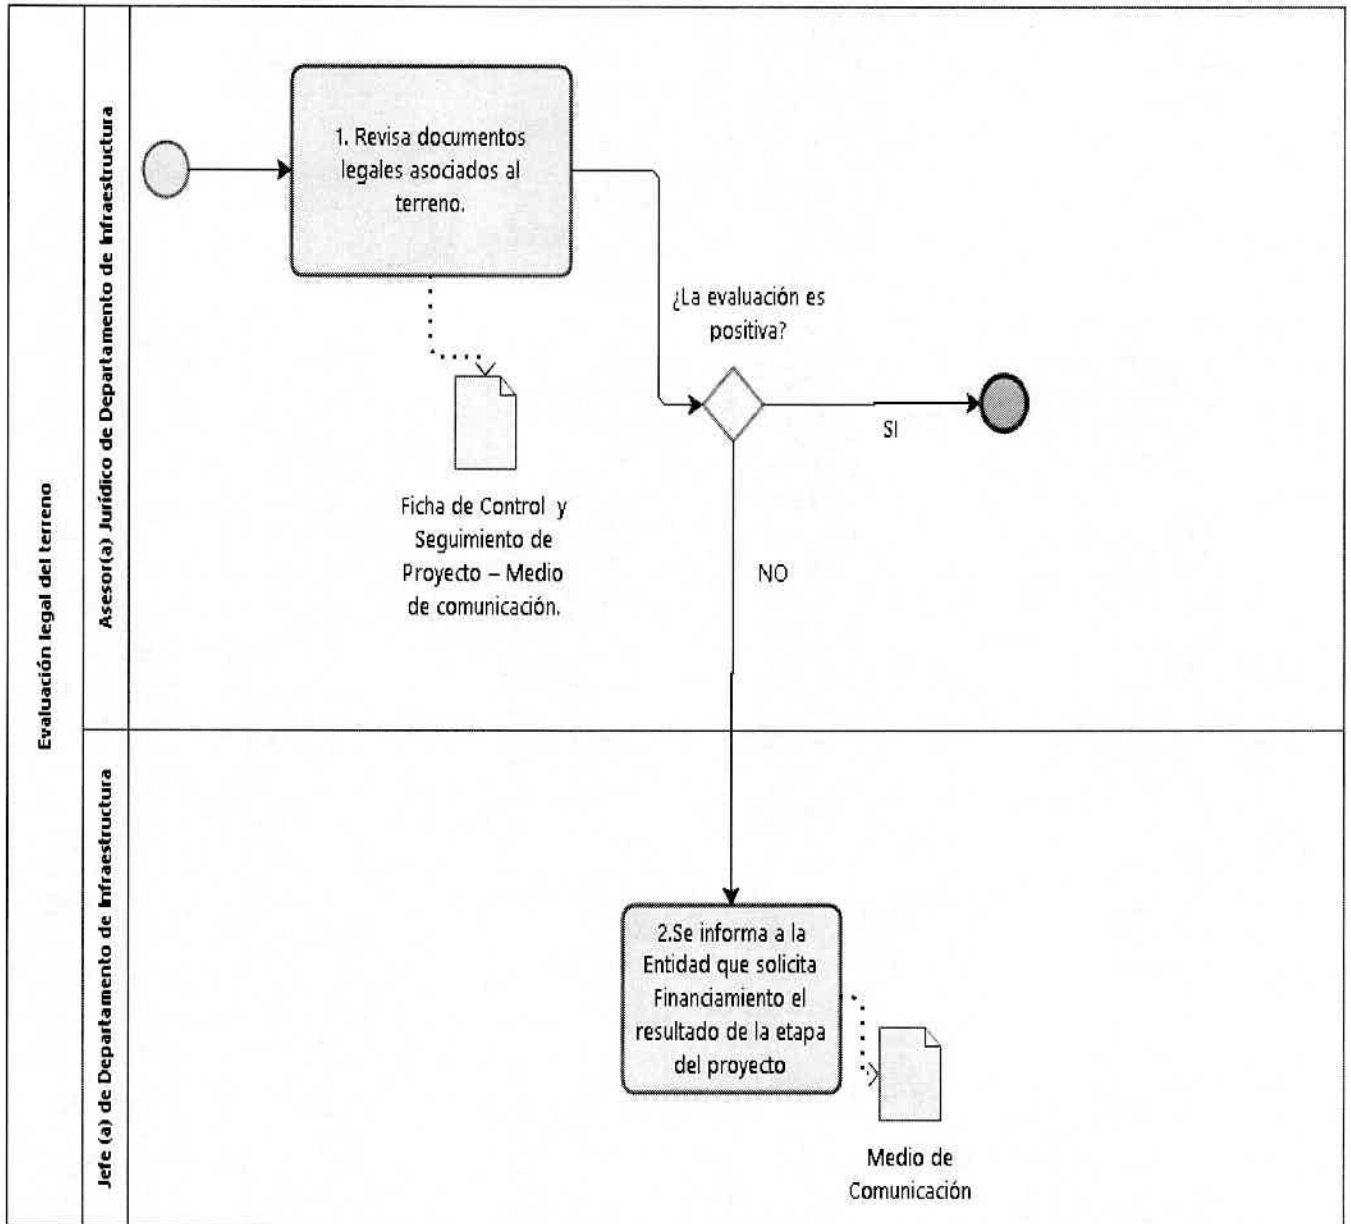 Evaluación legal del terreno
Asesor(a) Jurídico de Departamento de Infraestructura
1. Revisa documentos
legales asociados al
terreno.
¿La evaluación es
positiva?
SI
Ficha de Control y
Seguimiento de
Proyecto – Medio
de comunicación.
NO
Jefe (a) de Departamento de Infraestructura
2.Se informa a la
Entidad que solicita
Financiamiento el
resultado de la etapa
del proyecto
Medio de
Comunicación